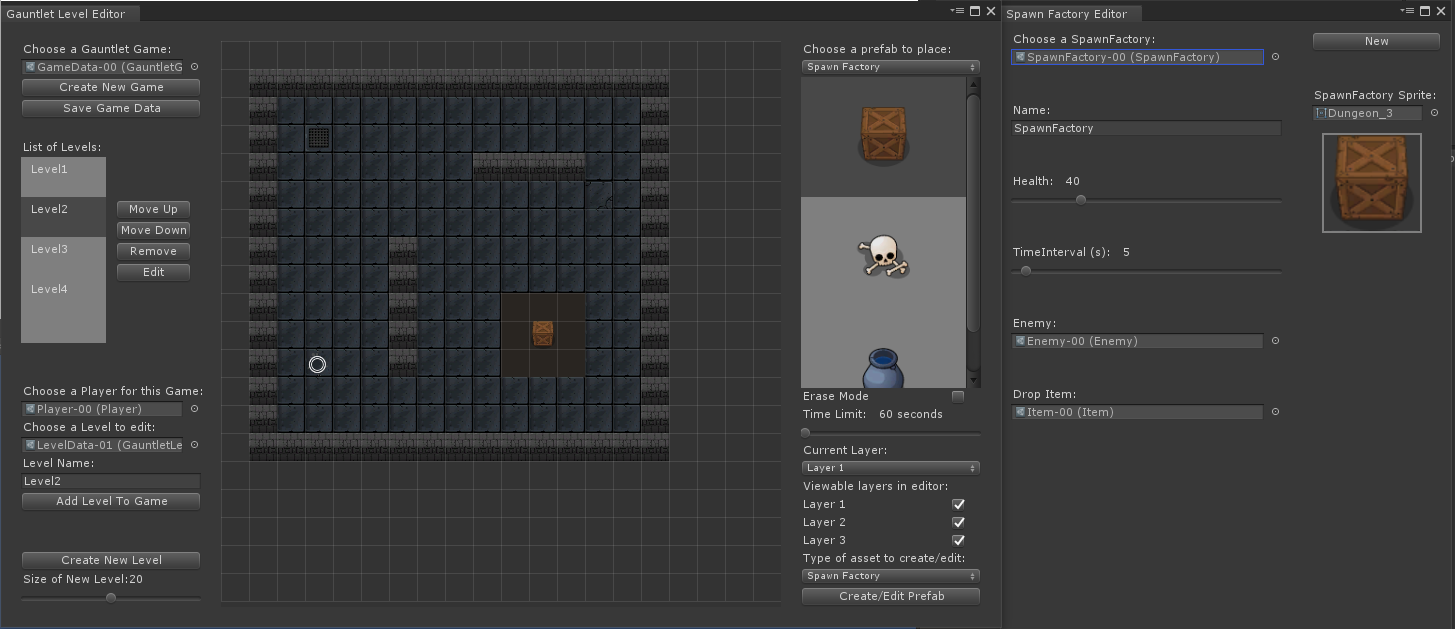 Gauntlet Level Editor
Choose a Gauntlet Game:
GameData-00 (GauntletG
Create New Game
Save Game Data
List of Levels:
Level1
Level2
Level3
Level4
Move Up
Move Down
Remove
Edit
Choose a Player for this Game:
Player-00 (Player)
Choose a Level to edit:
LevelData-01 (GauntletLe
Level Name:
Level2
Add Level To Game
Create New Level
Size of New Level:20
Choose a prefab to place:
Spawn Factory
Erase Mode
Time Limit: 60 seconds
Current Layer:
Layer 1
Viewable layers in editor:
Layer 1
Layer 2
Layer 3
Type of asset to create/edit:
Spawn Factory
Create/Edit Prefab
Spawn Factory Editor
Choose a SpawnFactory:
SpawnFactory-00 (SpawnFactory)
Name:
SpawnFactory
Health: 40
TimeInterval (s): 5
Enemy:
Enemy-00 (Enemy)
Drop Item:
Item-00 (Item)
New
SpawnFactory Sprite:
Dungeon_3